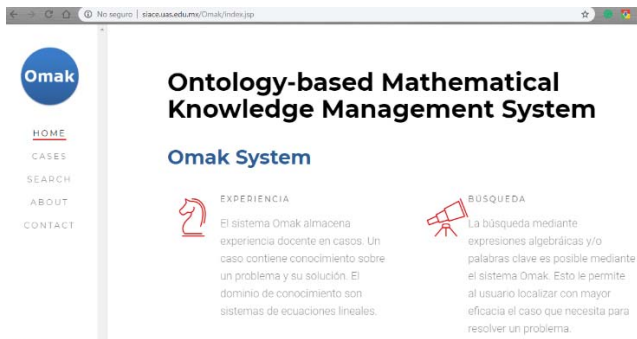 No seguro | siace.uas.edu.mx/Omak/index.jsp
Omak
HOME
CASES
SEARCH
ABOUT
CONTACT
Ontology-based Mathematical
Knowledge Management System
Omak System
EXPERIENCIA
El sistema Omak almacena
experiencia docente en casos. Un
caso contiene conocimiento sobre
un problema y su solución. El
dominio de conocimiento son
sistemas de ecuaciones lineales.
BÚSQUEDA
La búsqueda mediante
expresiones algebráicas y/o
palabras clave es posible mediante
el sistema Omak. Esto le permite
al usuario localizar con mayor
eficacia el caso que necesita para
resolver un problema.